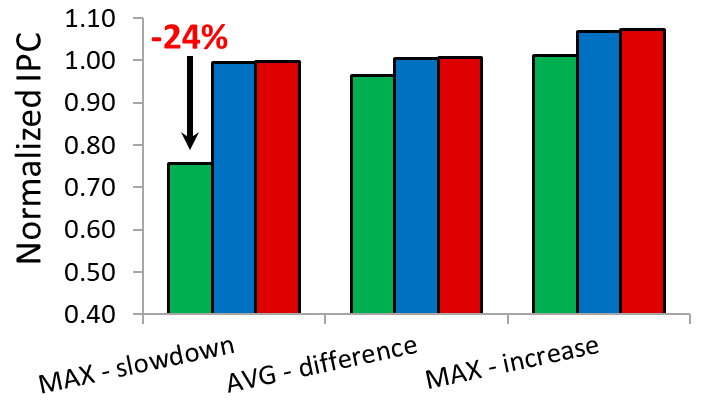 1.10
1.00
0.90
0.80
0.70
0.60
0.50
0.40
Normalized IPC
-24%
MAX - slowdown
AVG - difference
MAX - increase